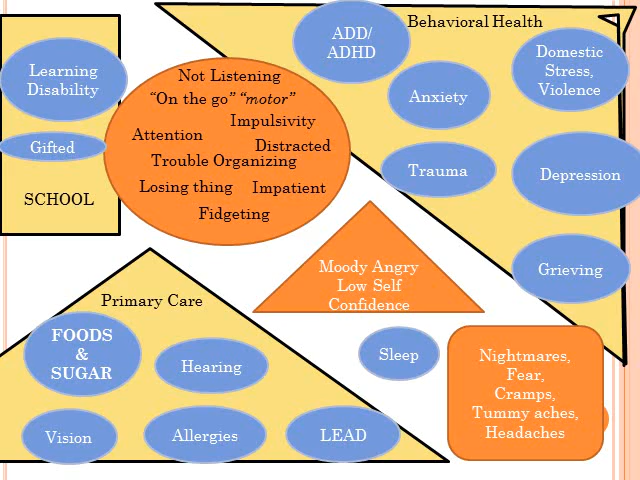 Learning
Disability
Gifted
SCHOOL
Not Listening
“On the go” “motor”
Impulsivity
Attention
Distracted
Trouble Organizing
Losing thing
Impatient
Fidgeting
Behavioral Health
ADD/
ADHD
Domestic
Stress,
Violence
Anxiety
Trauma
Depression
Grieving
Moody Angry
Low Self
Confidence
Primary Care
FOODS
&
SUGAR
Hearing
Vision
Allergies
LEAD
Sleep
Nightmares,
Fear,
Cramps,
Tummy aches,
Headaches